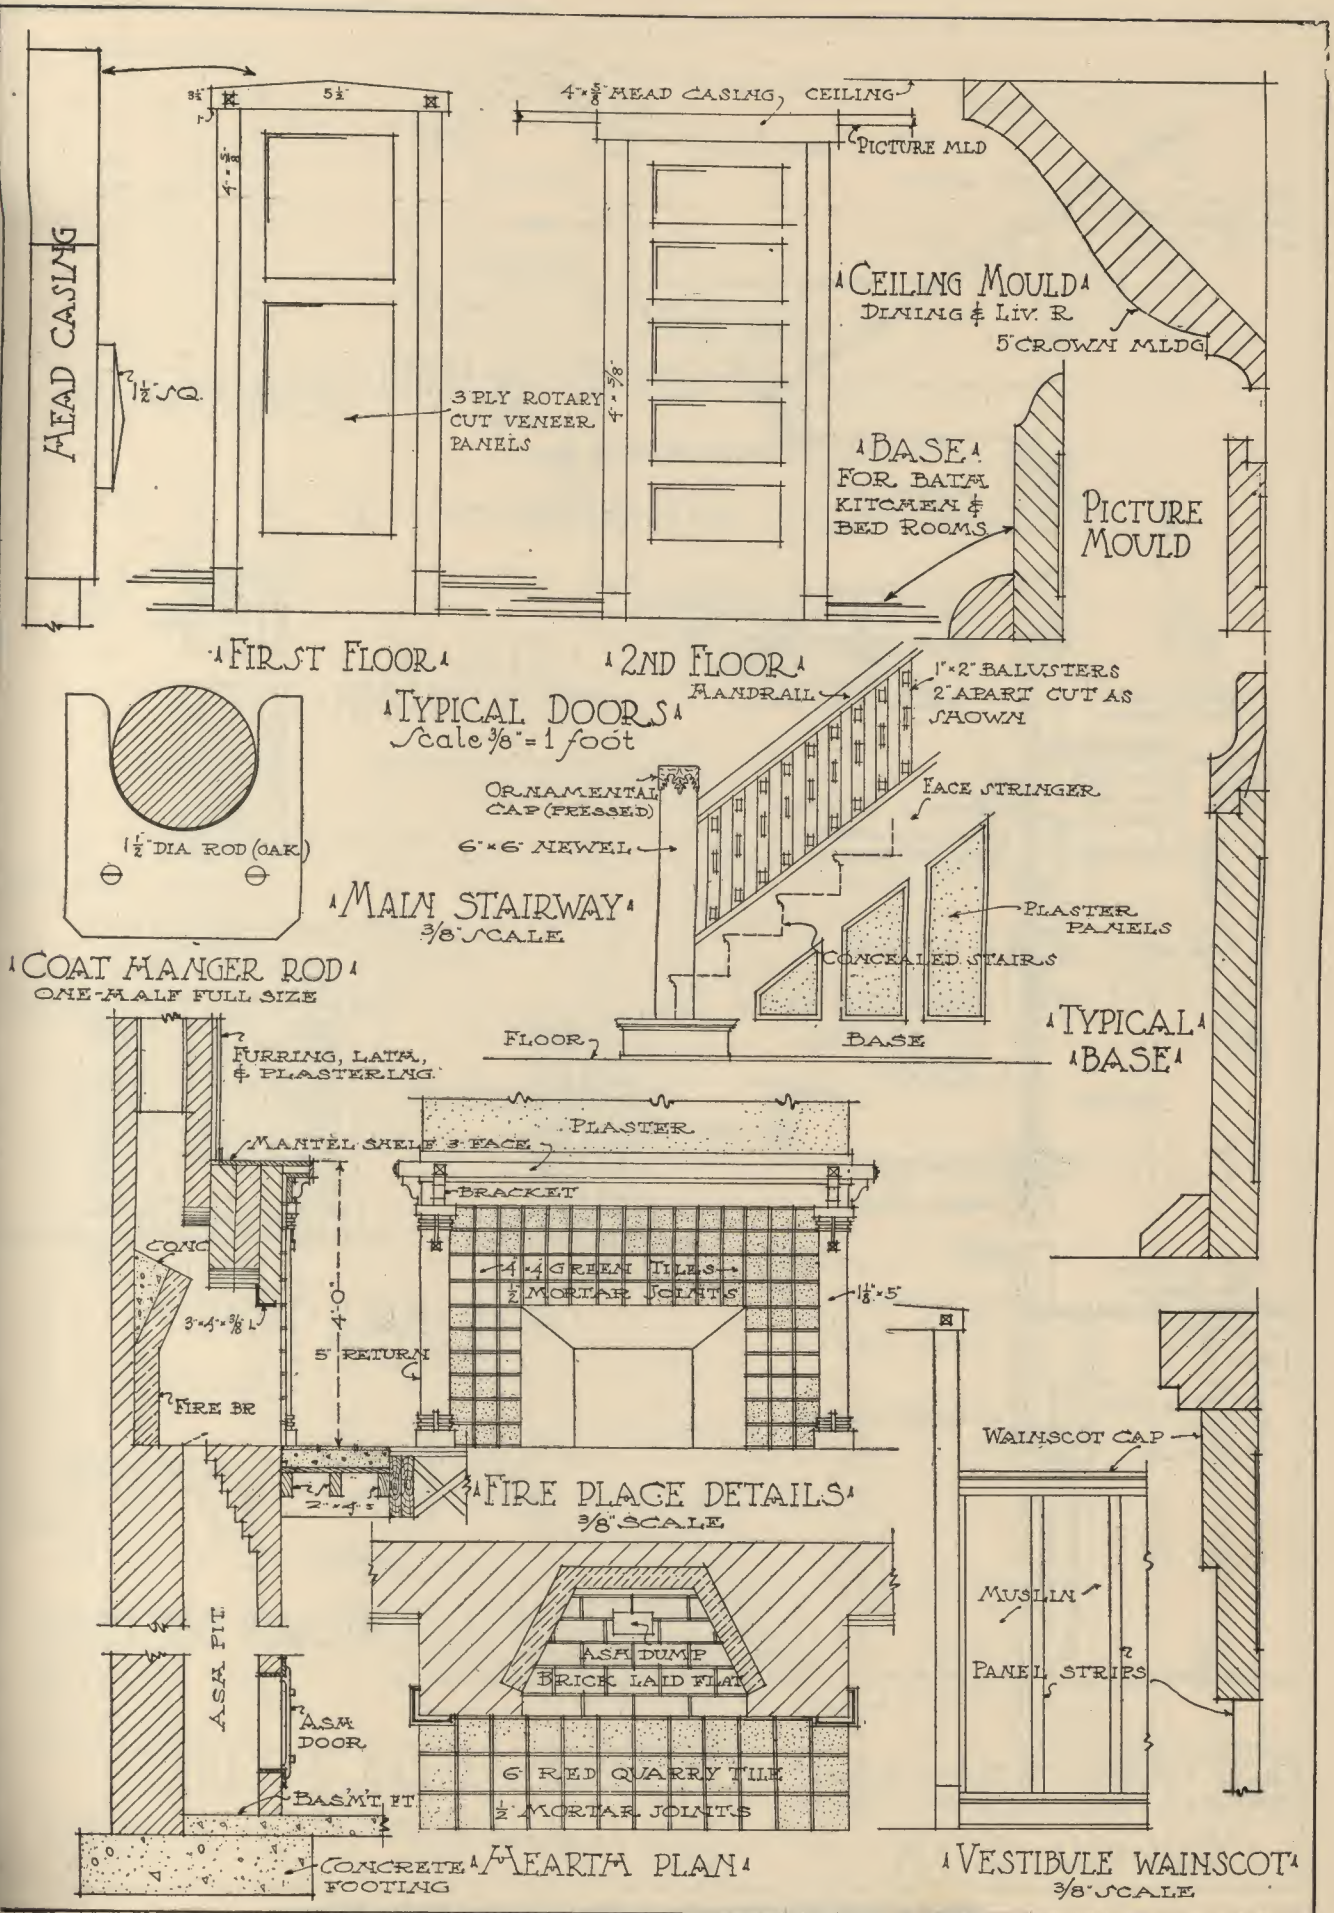 HEAD CASING
1½" SQ.
3½"
5½"
1"
4" × 5/8"
3 PLY ROTARY
CUT VENEER
PANELS
FIRST FLOOR
4" × 5/8" HEAD CASING, CEILING
PICTURE MLD
4" × 5/8"
2ND FLOOR
TYPICAL DOORS
Scale 3/8" = 1 foot
CEILING MOULD
DINING & LIV. R
5" CROWN MLDG
BASE
FOR BATH
KITCHEN &
BED ROOMS
PICTURE
MOULD
1½" DIA ROD (OAK)
COAT HANGER ROD
ONE-HALF FULL SIZE
HANDRAIL
1" × 2" BALUSTERS
2" APART CUT AS
SHOWN
ORNAMENTAL
CAP (PRESSED)
6" × 6" NEWEL
FACE STRINGER
MAIN STAIRWAY
3/8" SCALE
PLASTER
PANELS
CONCEALED STAIRS
FLOOR
BASE
TYPICAL
BASE
FURRING, LATH,
& PLASTERING.
MANTEL SHELF 3 FACE
PLASTER
BRACKET
CONC
4 × 4 GREEN TILES
½" MORTAR JOINTS
1⅛" × 5"
3" × 4" × 3/8 L
4'-0"
5" RETURN
FIRE BR
2" × 4" S
FIRE PLACE DETAILS
3/8" SCALE
ASH PIT
ASH
DOOR
BAS'M'T FT
CONCRETE
FOOTING
ASH DUMP
BRICK LAID FLAT
6" RED QUARRY TILE
½" MORTAR JOINTS
HEARTH PLAN
WAINSCOT CAP
MUSLIN
PANEL STRIPS
VESTIBULE WAINSCOT
3/8" SCALE